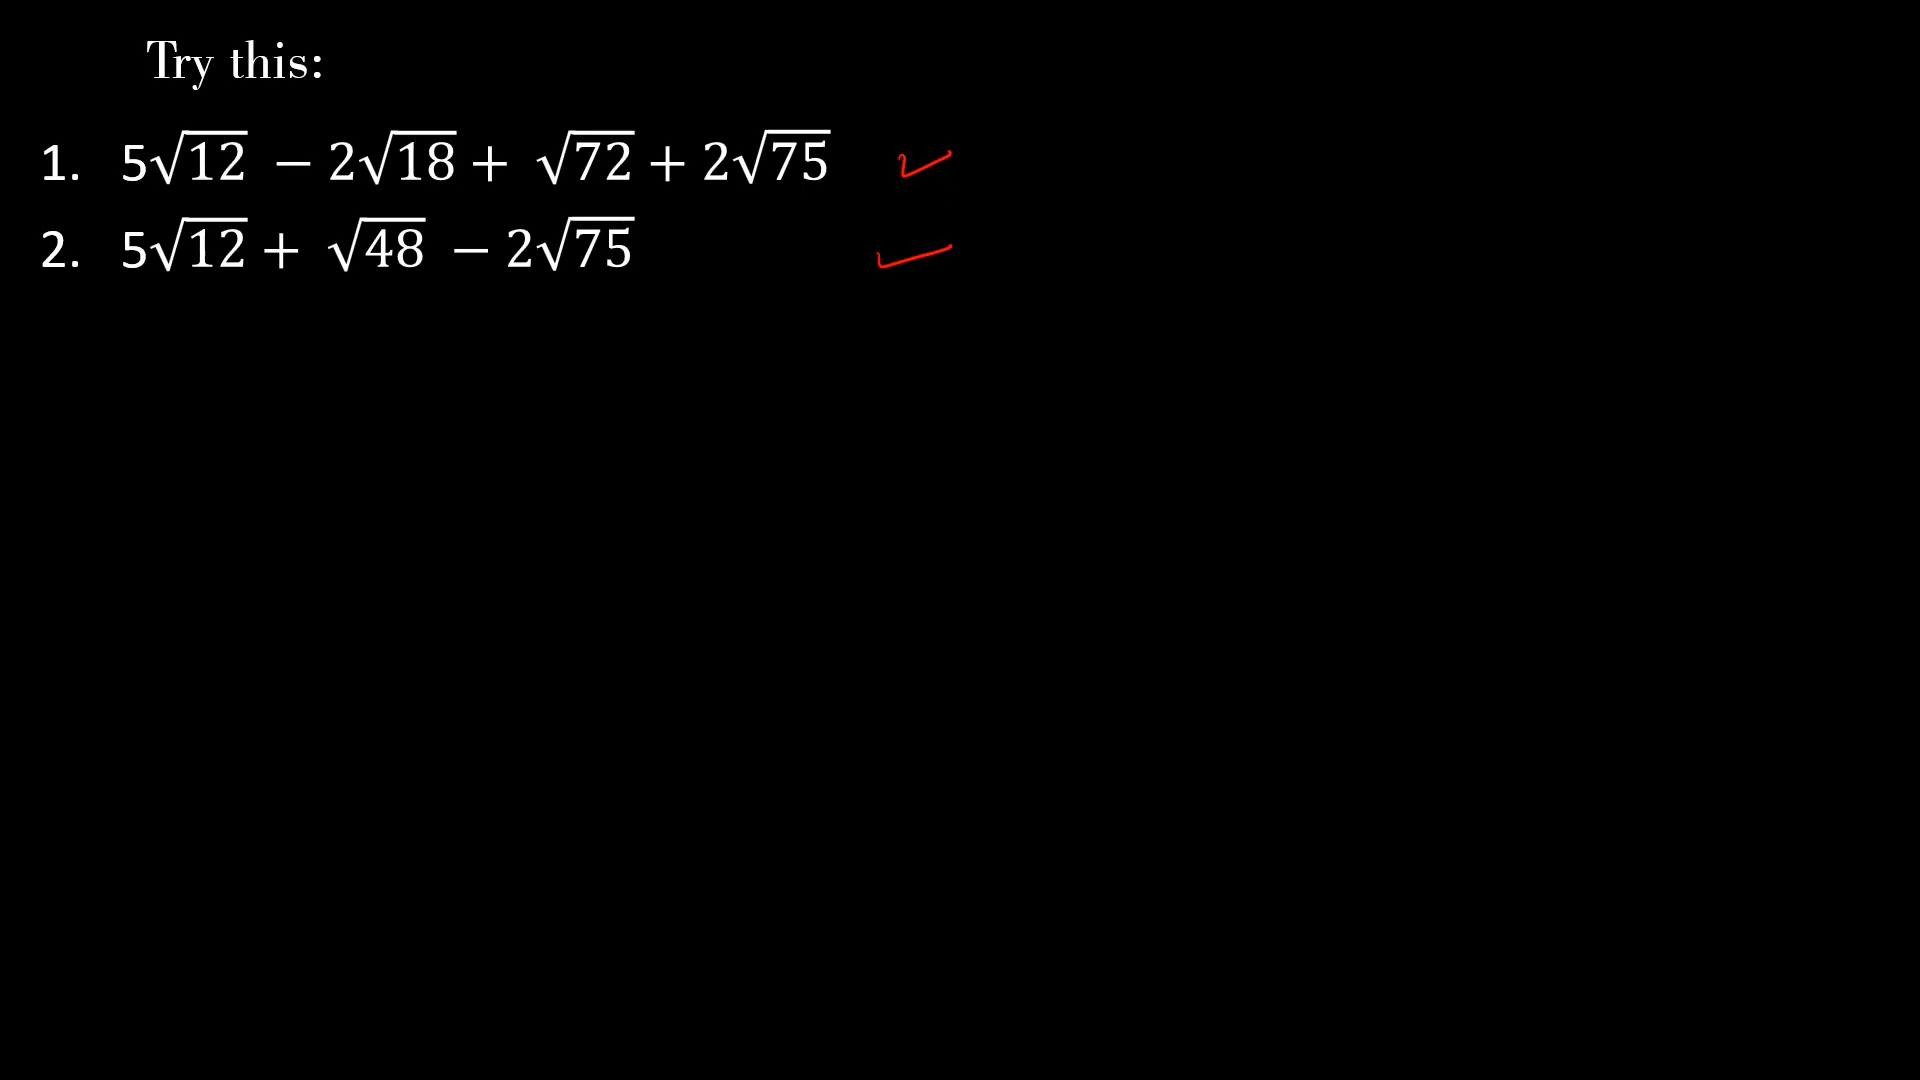 Try this:
1. 5√12 − 2√18 + √72 + 2√75
2. 5√12 + √48 − 2√75